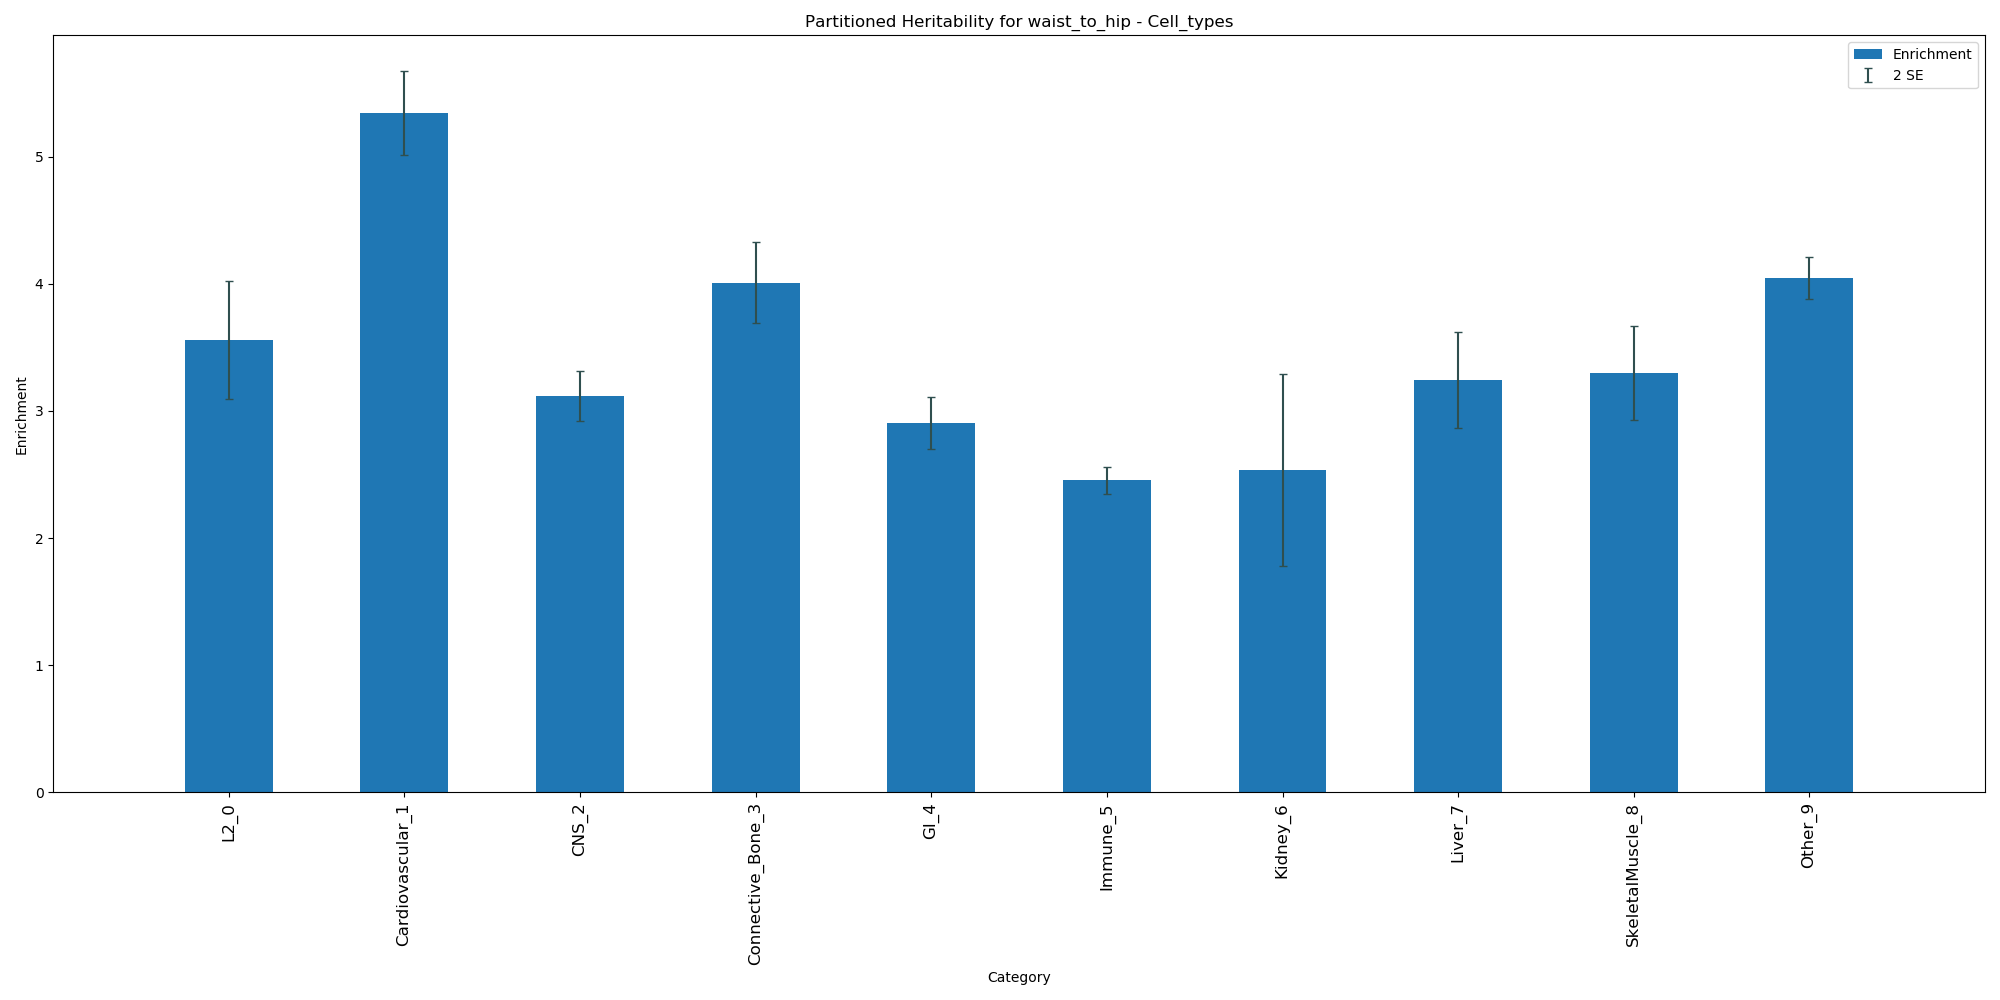 Partitioned Heritability for waist_to_hip - Cell_types
Enrichment
2 SE
Enrichment
5
4
3
2
1
0
L2_0
Cardiovascular_1
CNS_2
Connective_Bone_3
GI_4
Immune_5
Kidney_6
Liver_7
SkeletalMuscle_8
Other_9
Category